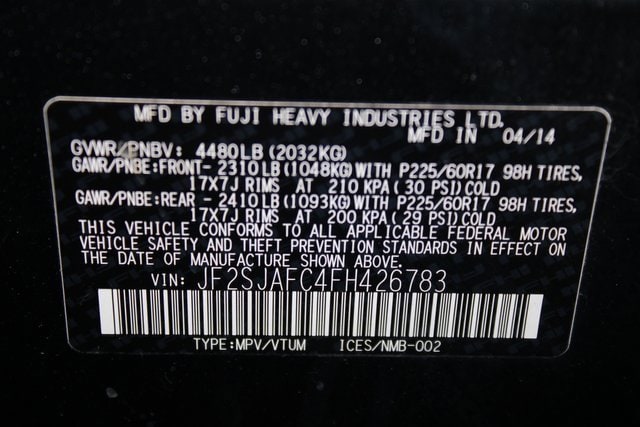 MFD BY FUJI HEAVY INDUSTRIES LTD.
MFD IN 04/14
GVWR/PNBV: 4480LB (2032KG)
GAWR/PNBE:FRONT- 2310LB (1048KG) WITH P225/60R17 98H TIRES,
17X7J RIMS AT 210 KPA ( 30 PSI) COLD
GAWR/PNBE:REAR - 2410LB (1093KG) WITH P225/60R17 98H TIRES,
17X7J RIMS AT 200 KPA ( 29 PSI) COLD
THIS VEHICLE CONFORMS TO ALL APPLICABLE FEDERAL MOTOR
VEHICLE SAFETY AND THEFT PREVENTION STANDARDS IN EFFECT ON
THE DATE OF MANUFACTURE SHOWN ABOVE.
VIN: JF2SJAFC4FH426783
TYPE:MPV/VTUM ICES/NMB-002